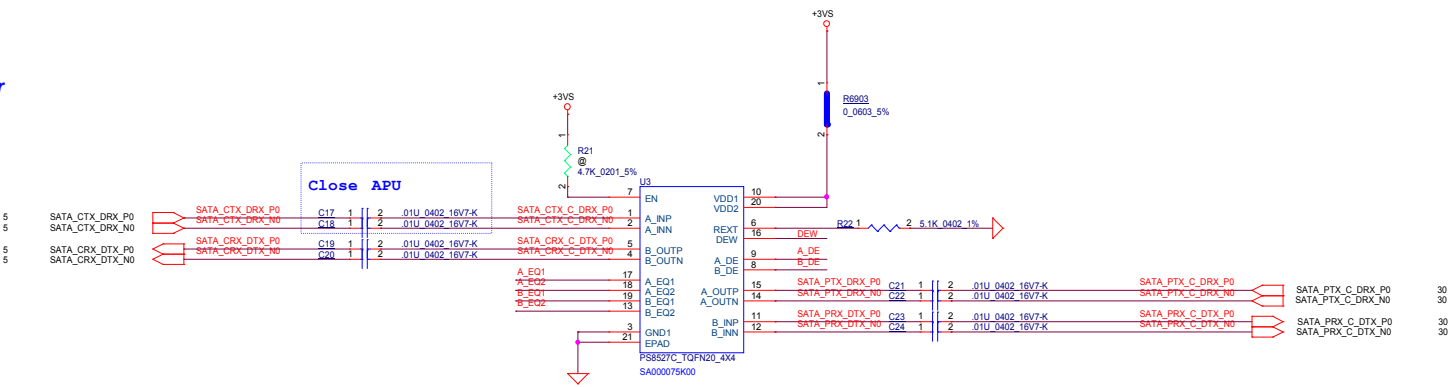 +3VS
r
+3VS
1
R6903
0_0603_5%
2
1
R21
@
4.7K_0201_5%
2
Close APU
U3
7 EN
VDD1 10
VDD2 20
5 SATA_CTX_DRX_P0 SATA_CTX_DRX_P0 C17 1 2 .01U_0402_16V7-K SATA_CTX_C_DRX_P0 1 A_INP
5 SATA_CTX_DRX_N0 SATA_CTX_DRX_N0 C18 1 2 .01U_0402_16V7-K SATA_CTX_C_DRX_N0 2 A_INN
REXT 6 R22 1 2 5.1K_0402_1%
DEW 16 DEW
5 SATA_CRX_DTX_P0 SATA_CRX_DTX_P0 C19 1 2 .01U_0402_16V7-K SATA_CRX_C_DTX_P0 5 B_OUTP
5 SATA_CRX_DTX_N0 SATA_CRX_DTX_N0 C20 1 2 .01U_0402_16V7-K SATA_CRX_C_DTX_N0 4 B_OUTN
A_DE 9 A_DE
B_DE 8 B_DE
A_EQ1 17 A_EQ1
A_EQ2 18 A_EQ2
B_EQ1 19 B_EQ1
B_EQ2 13 B_EQ2
A_OUTP 15 SATA_PTX_DRX_P0 C21 1 2 .01U_0402_16V7-K SATA_PTX_C_DRX_P0 SATA_PTX_C_DRX_P0 30
A_OUTN 14 SATA_PTX_DRX_N0 C22 1 2 .01U_0402_16V7-K SATA_PTX_C_DRX_N0 SATA_PTX_C_DRX_N0 30
B_INP 11 SATA_PRX_DTX_P0 C23 1 2 .01U_0402_16V7-K SATA_PRX_C_DTX_P0 SATA_PRX_C_DTX_P0 30
B_INN 12 SATA_PRX_DTX_N0 C24 1 2 .01U_0402_16V7-K SATA_PRX_C_DTX_N0 SATA_PRX_C_DTX_N0 30
3 GND1
21 EPAD
PS8527C_TQFN20_4X4
SA000075K00